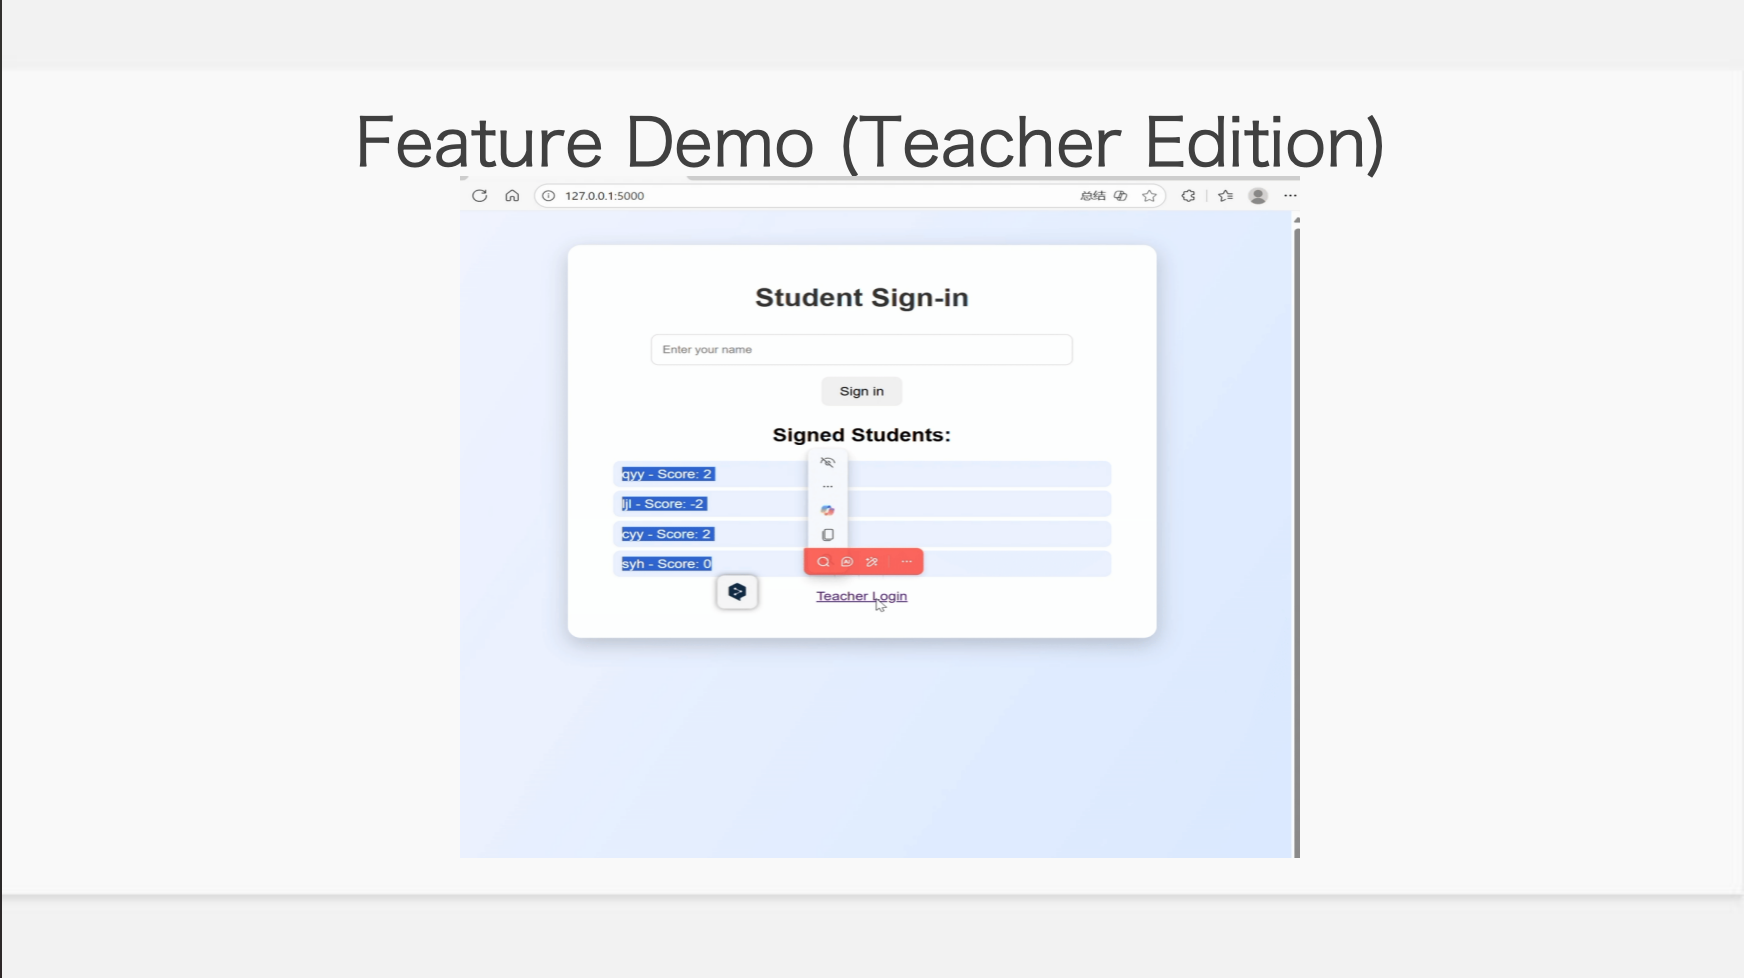 Feature Demo (Teacher Edition)
127.0.0.1:5000 总结
Student Sign-in
Enter your name
Sign in
Signed Students:
qyy - Score: 2
ljl - Score: -2
cyy - Score: 2
syh - Score: 0
Teacher Login